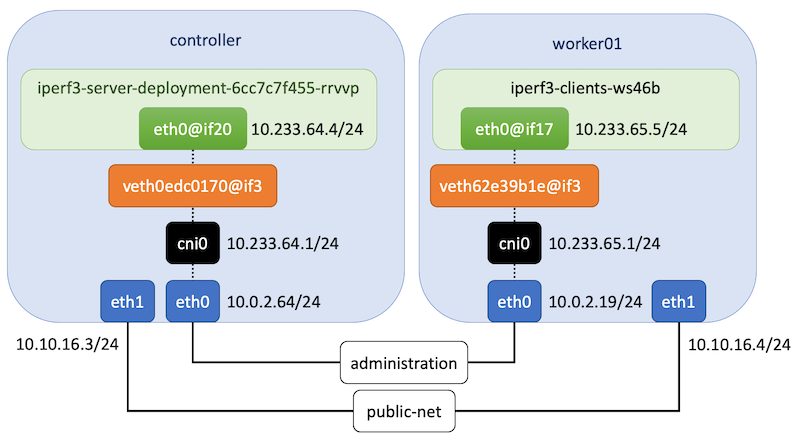 controller
worker01
iperf3-server-deployment-6cc7c7f455-rrvvp
iperf3-clients-ws46b
eth0@if20 10.233.64.4/24
eth0@if17 10.233.65.5/24
veth0edc0170@if3
veth62e39b1e@if3
cni0 10.233.64.1/24
cni0 10.233.65.1/24
eth1 eth0 10.0.2.64/24
eth0 10.0.2.19/24 eth1
10.10.16.3/24
10.10.16.4/24
administration
public-net